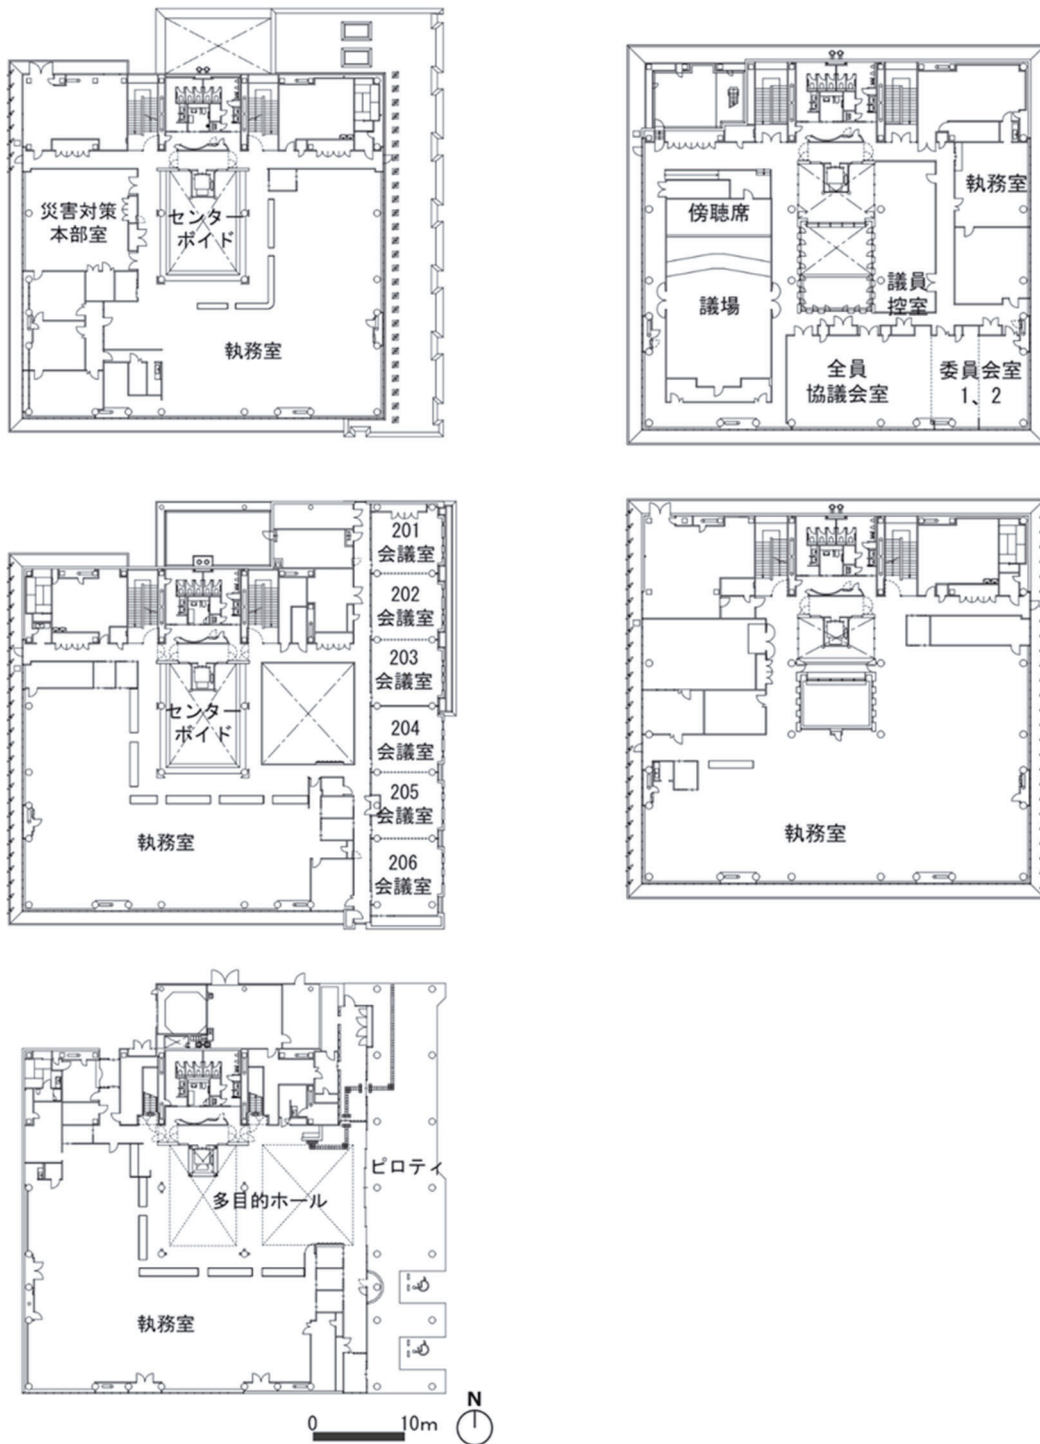 災害対策
本部室
センター
ボイド
執務室
傍聴席
議場
執務室
議員
控室
全員
協議会室
委員会室
1、2
201
会議室
202
会議室
203
会議室
204
会議室
205
会議室
206
会議室
センター
ボイド
執務室
執務室
ピロティ
多目的ホール
執務室
0 10m
N